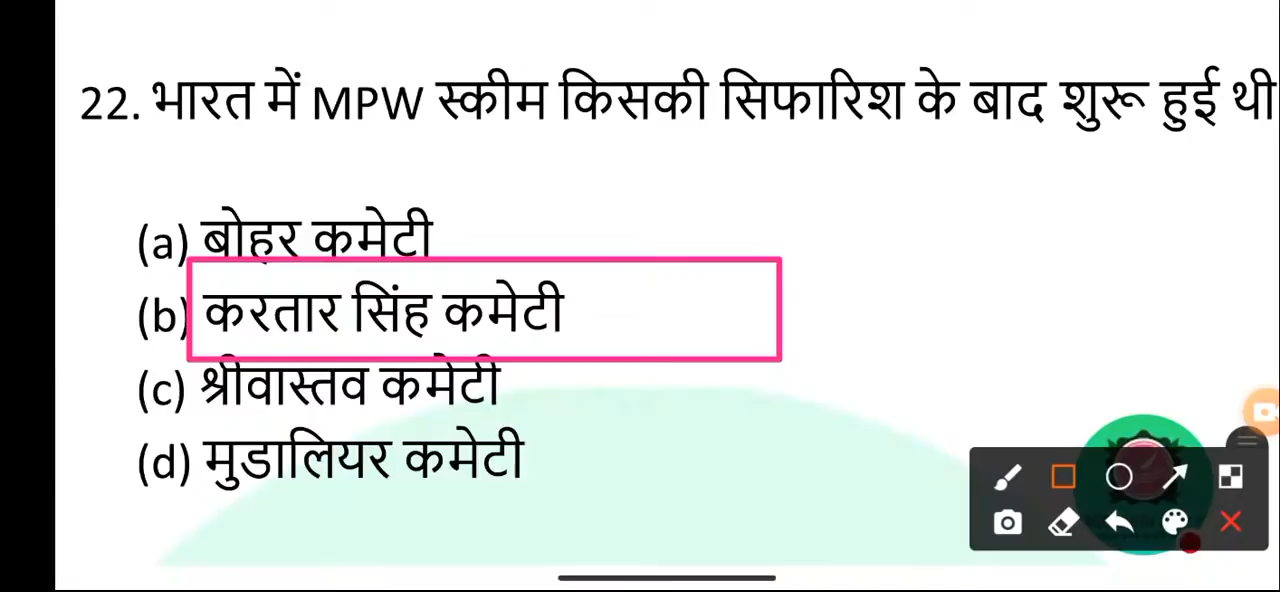 22. भारत में MPW स्कीम किसकी सिफारिश के बाद शुरू हुई थी
(a) बोहर कमेटी
(b) करतार सिंह कमेटी
(c) श्रीवास्तव कमेटी
(d) मुडालियर कमेटी